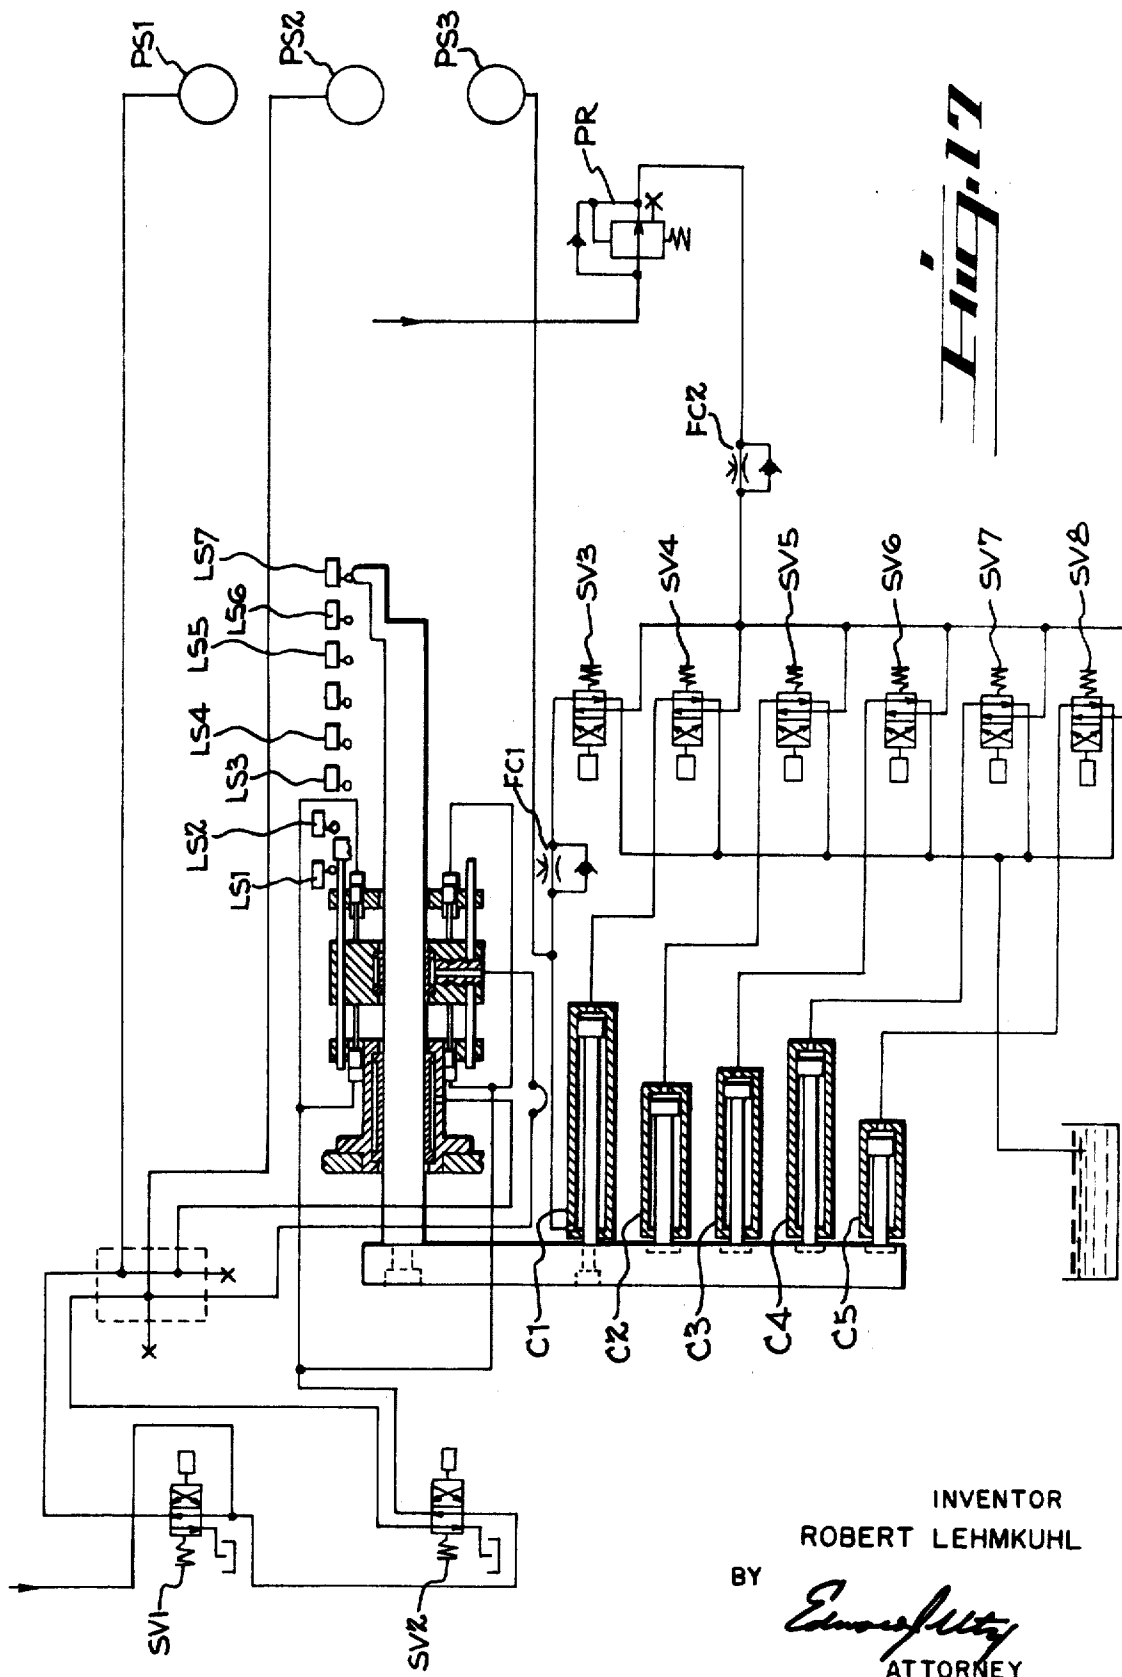 PS1
PS2
PS3
PR
Fig. 17
LS1
LS2
LS3
LS4
LS5
LS6
LS7
FC1
FC2
SV3
SV4
SV5
SV6
SV7
SV8
C1
C2
C3
C4
C5
SV1
SV2
INVENTOR
ROBERT LEHMKUHL
BY
ATTORNEY